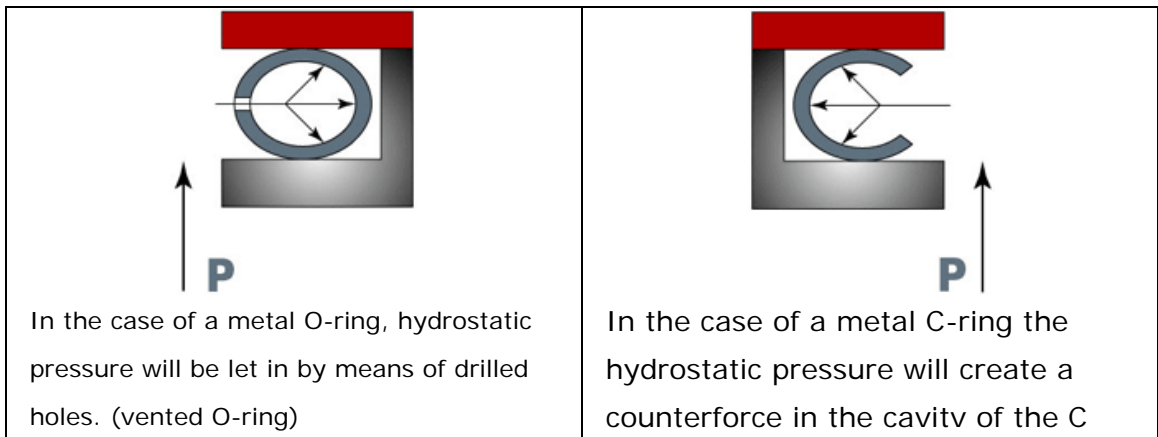 P
In the case of a metal O-ring, hydrostatic
pressure will be let in by means of drilled
holes. (vented O-ring)
P
In the case of a metal C-ring the
hydrostatic pressure will create a
counterforce in the cavity of the C